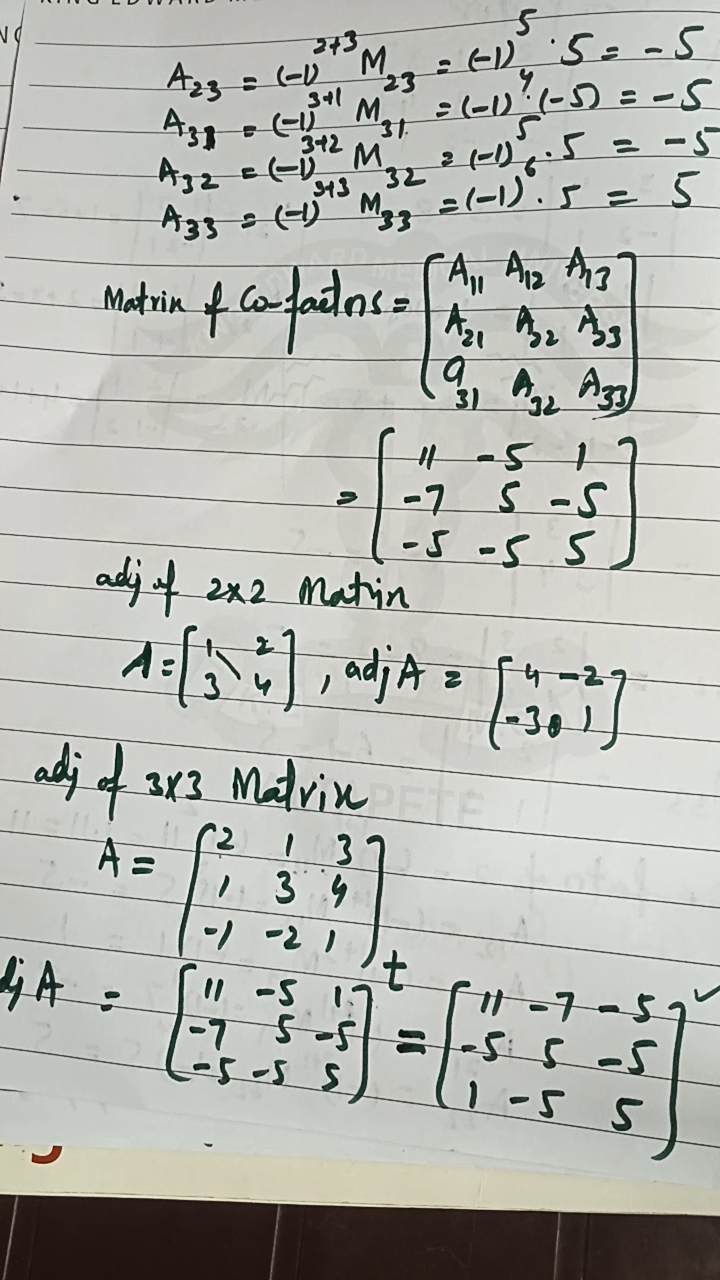 A₂₃ = (-1)²⁺³ M₂₃ = (-1)⁵ · 5 = -5
A₃₁ = (-1)³⁺¹ M₃₁ = (-1)⁴ · (-5) = -5
A₃₂ = (-1)³⁺² M₃₂ = (-1)⁵ · 5 = -5
A₃₃ = (-1)³⁺³ M₃₃ = (-1)⁶ · 5 = 5
Matrix of Co-factors = [A₁₁ A₁₂ A₁₃
A₂₁ A₂₂ A₂₃
a₃₁ A₃₂ A₃₃]
= [11 -5 1
-7 5 -5
-5 -5 5]
adj of 2x2 Matrix
A = [1 2
3 4], adj A = [4 -2
-3 1]
adj of 3x3 Matrix
A = [2 1 3
1 3 4
-1 -2 1]
dj A = [11 -5 1
-7 5 -5
-5 -5 5]ᵗ = [11 -7 -5
-5 5 -5
1 -5 5] ✓